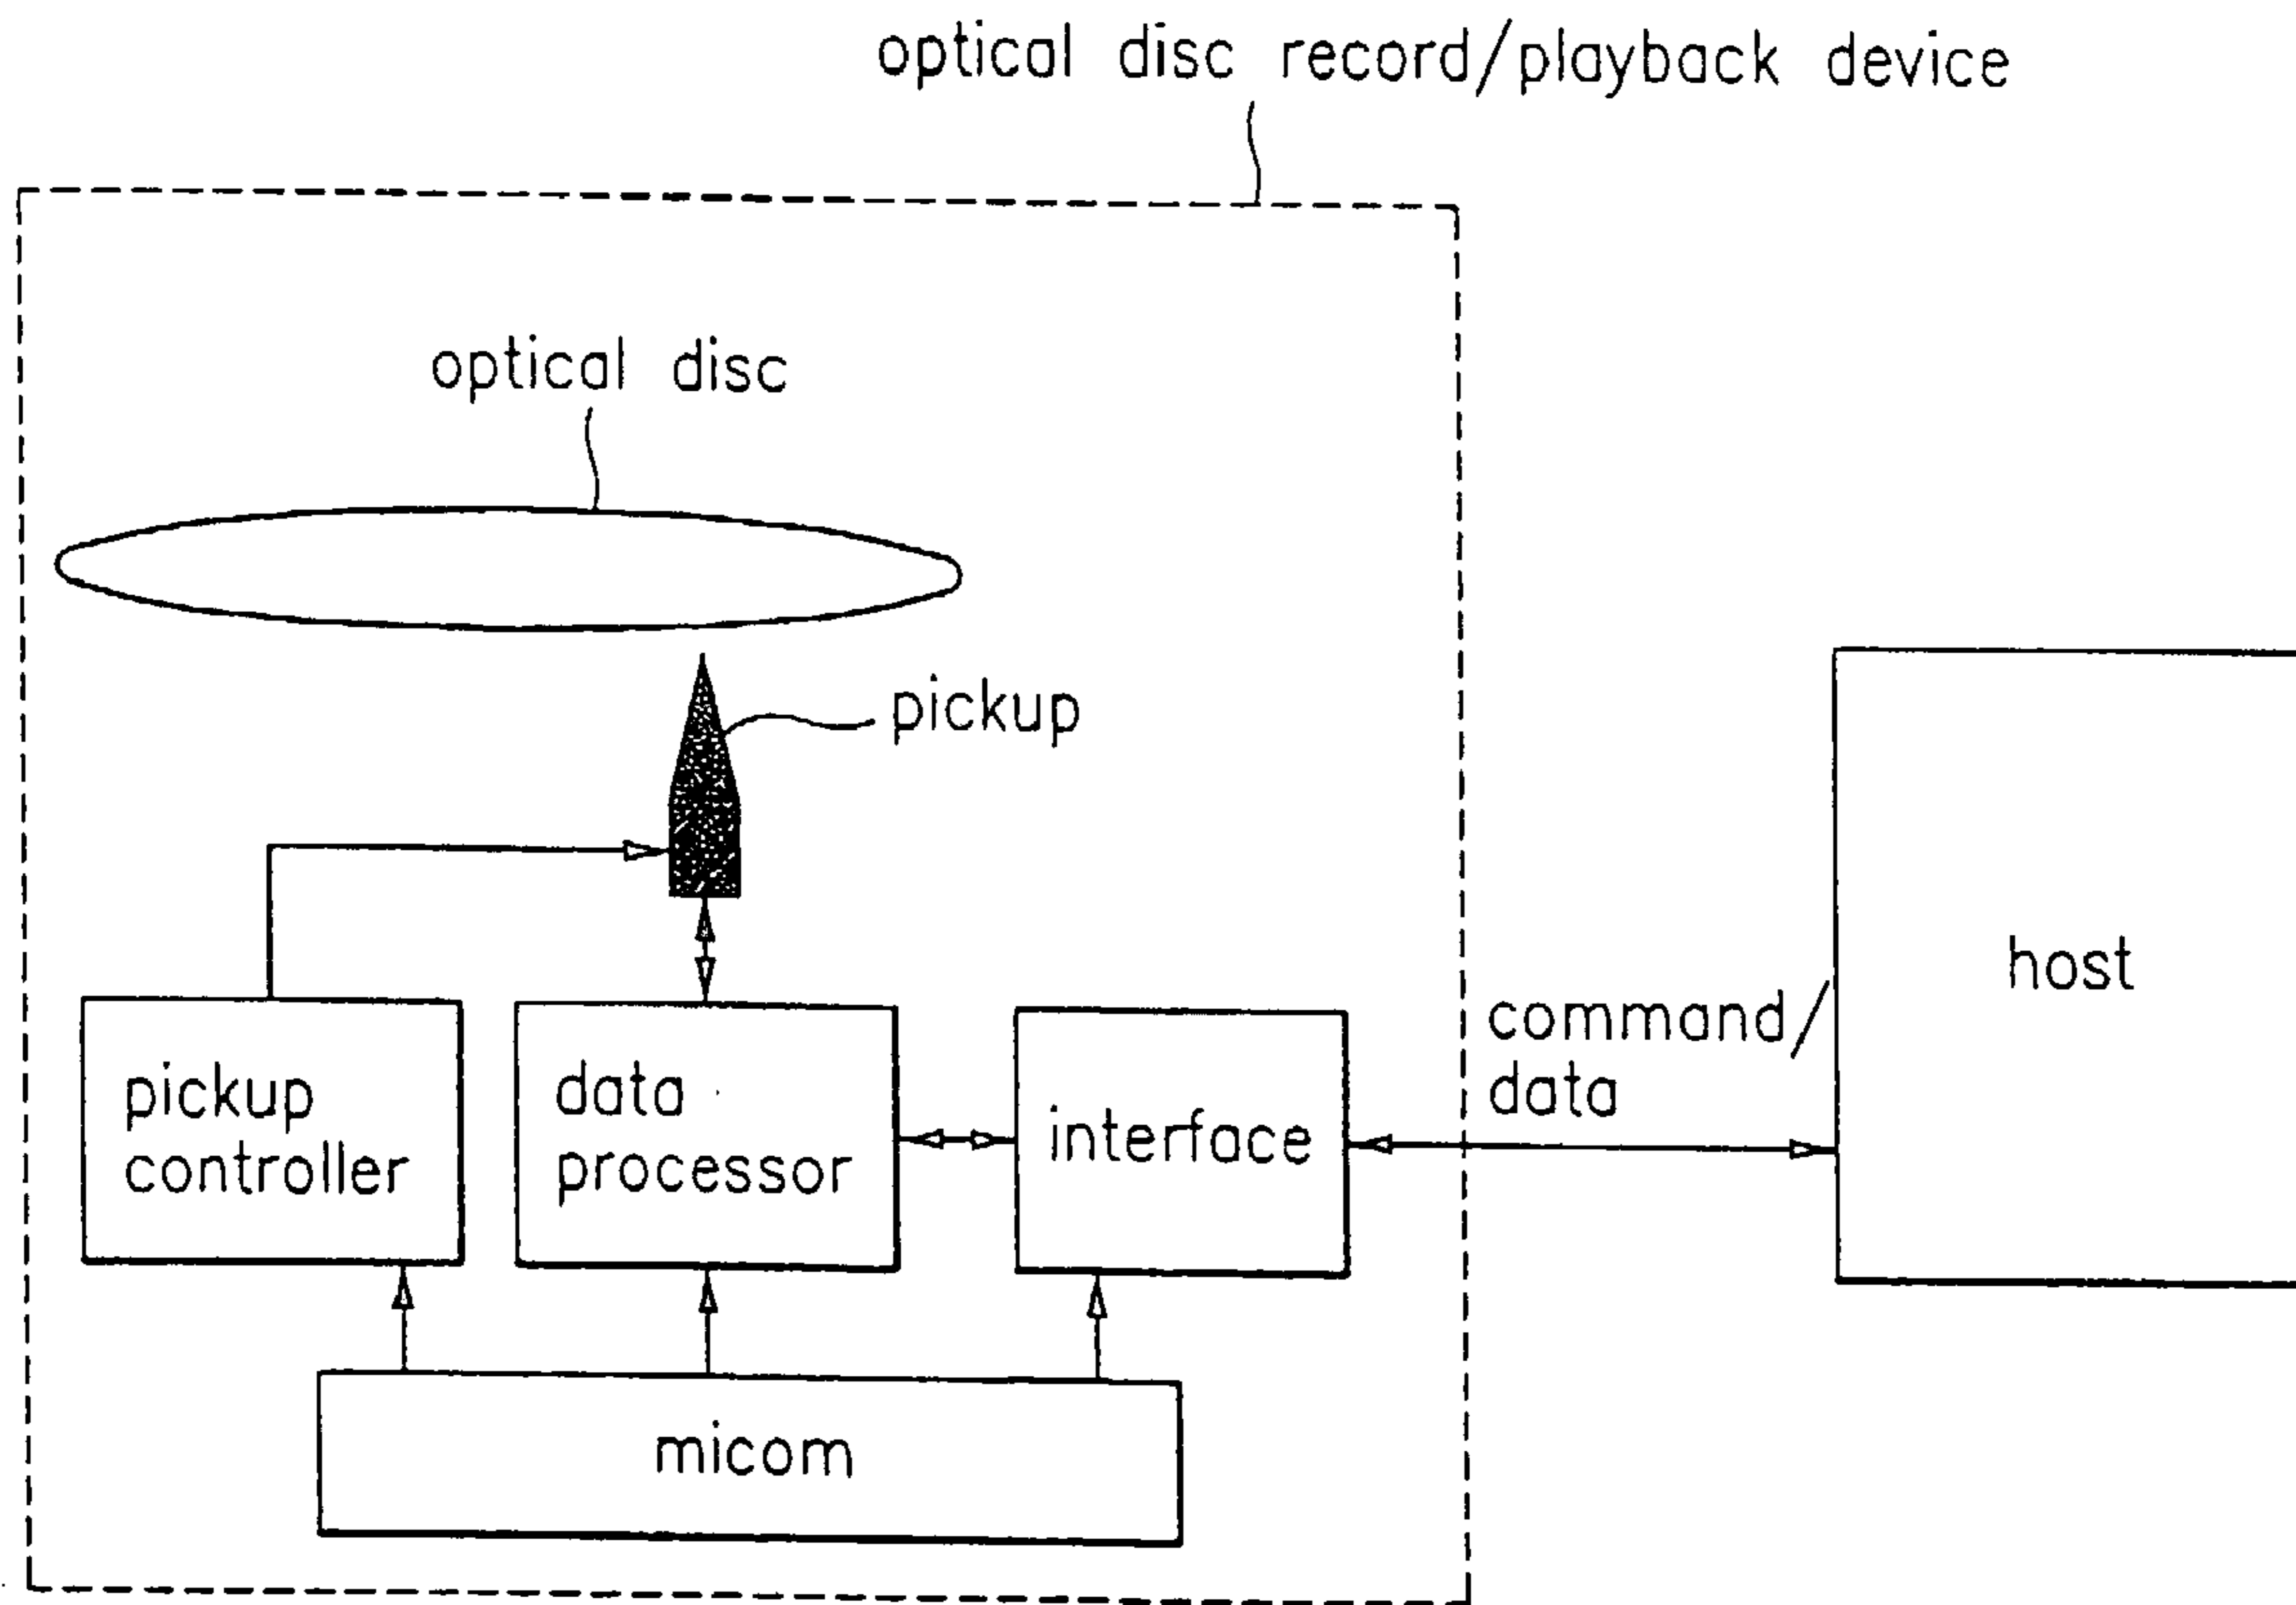 optical disc record/playback device
optical disc
pickup
host
command/
data
pickup
controller
data
processor
interface
micom